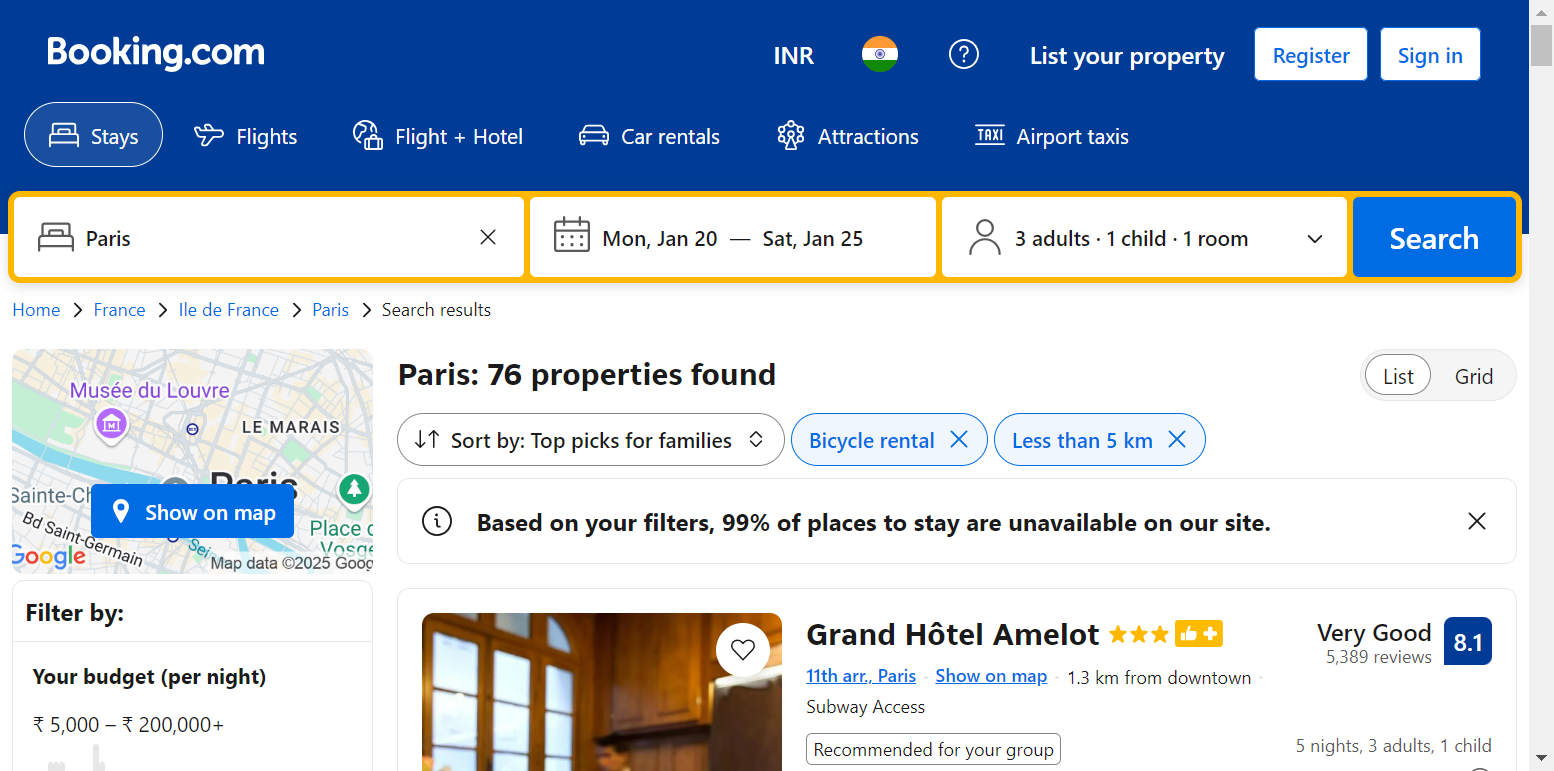 Booking.com
INR
List your property
Register
Sign in
Stays
Flights
Flight + Hotel
Car rentals
Attractions
TAXI
Airport taxis
Paris
Mon, Jan 20 — Sat, Jan 25
3 adults · 1 child · 1 room
Search
Home
France
Ile de France
Paris
Search results
Musée du Louvre
LE MARAIS
Paris
Show on map
Bd Saint-Germain
Place
Google
Map data ©2025
Filter by:
Your budget (per night)
₹ 5,000 – ₹ 200,000+
Paris: 76 properties found
List
Grid
Sort by: Top picks for families
Bicycle rental
Less than 5 km
Based on your filters, 99% of places to stay are unavailable on our site.
Grand Hôtel Amelot
Very Good
5,389 reviews
8.1
11th arr., Paris
Show on map
1.3 km from downtown
Subway Access
Recommended for your group
5 nights, 3 adults, 1 child